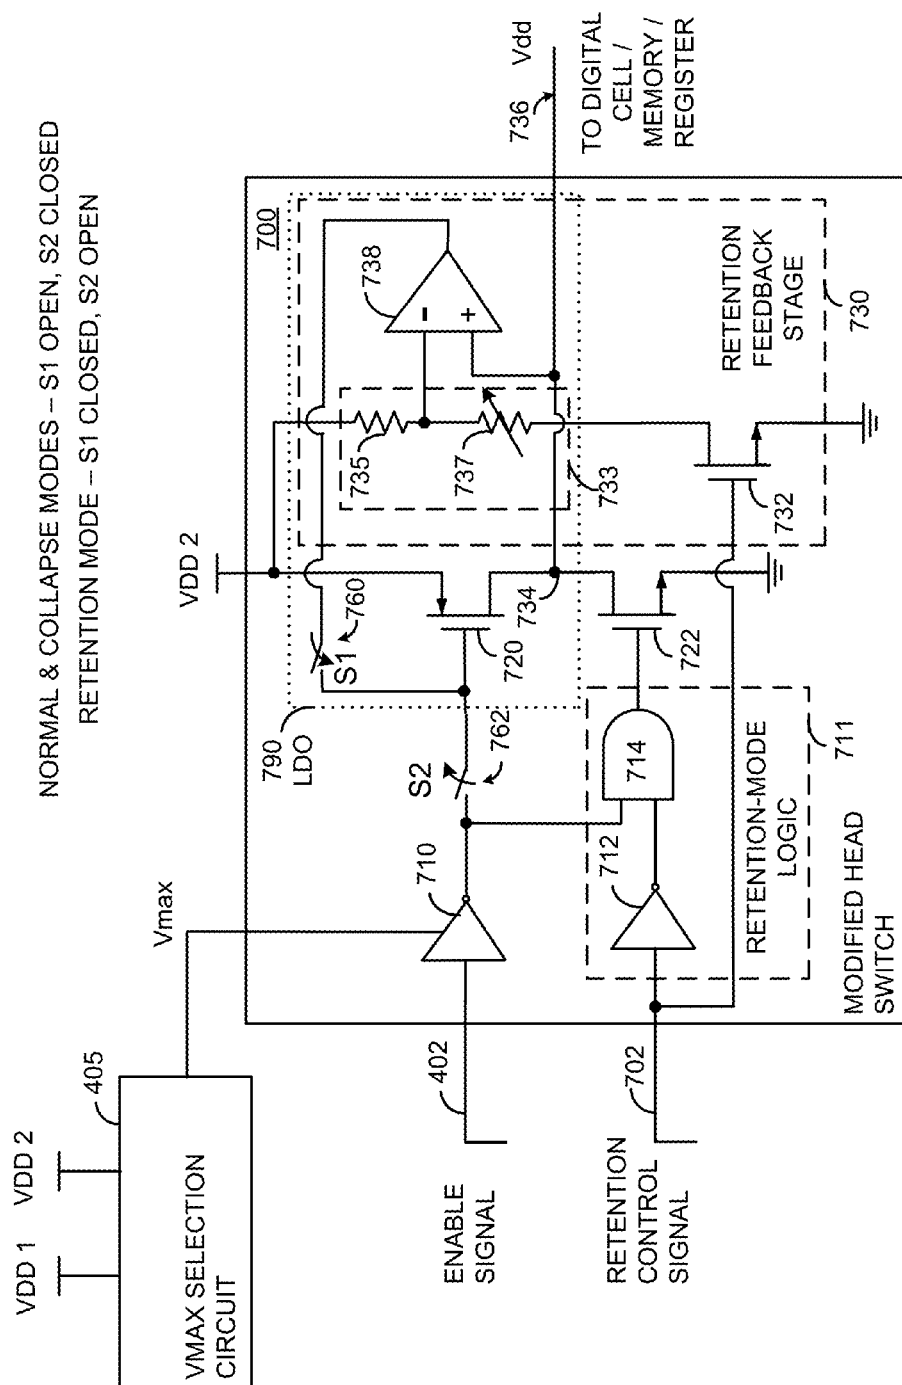 NORMAL & COLLAPSE MODES – S1 OPEN, S2 CLOSED
RETENTION MODE – S1 CLOSED, S2 OPEN
VDD 1
VDD 2
405
VMAX SELECTION
CIRCUIT
Vmax
VDD 2
700
790
LDO
S1
760
S2
762
710
720
735
737
733
738
-
+
734
736
Vdd
TO DIGITAL
CELL /
MEMORY /
REGISTER
ENABLE
SIGNAL
402
RETENTION
CONTROL
SIGNAL
702
712
714
722
732
711
RETENTION-MODE
LOGIC
RETENTION
FEEDBACK
STAGE
730
MODIFIED HEAD
SWITCH